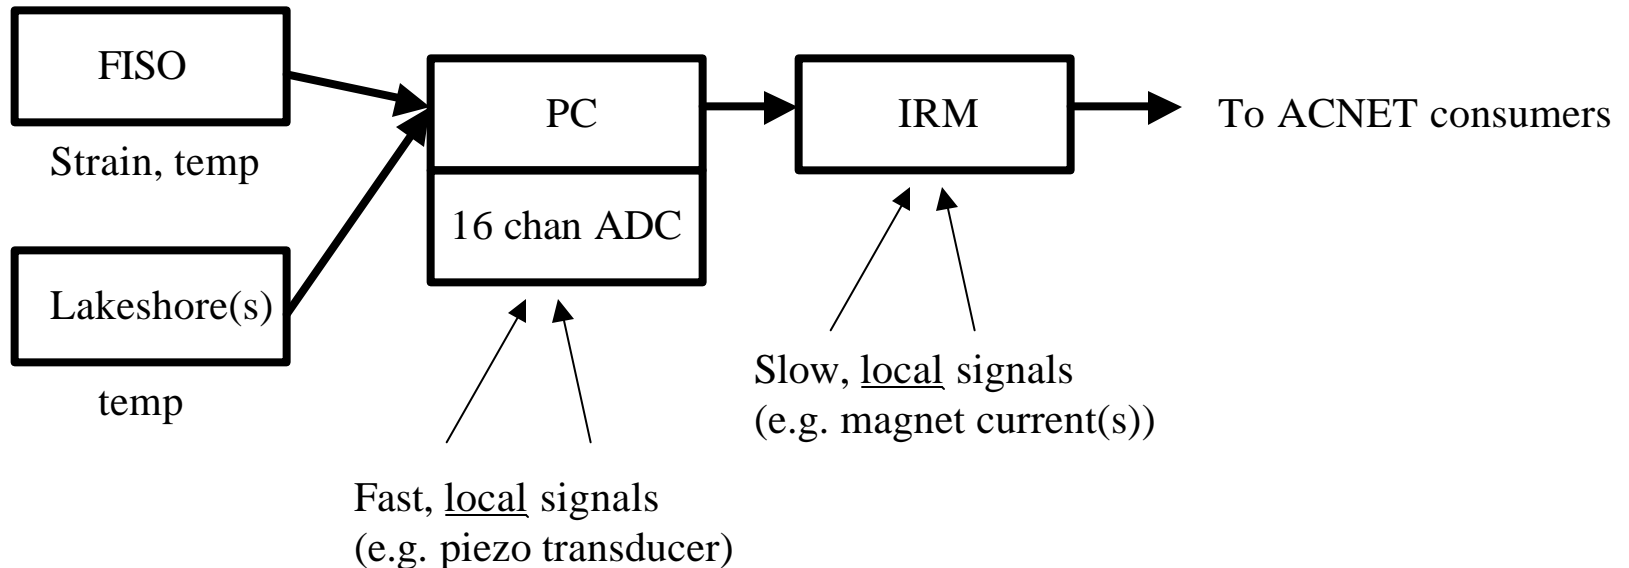 FISO
Strain, temp
Lakeshore(s)
temp
PC
16 chan ADC
Fast, local signals
(e.g. piezo transducer)
IRM
Slow, local signals
(e.g. magnet current(s))
To ACNET consumers